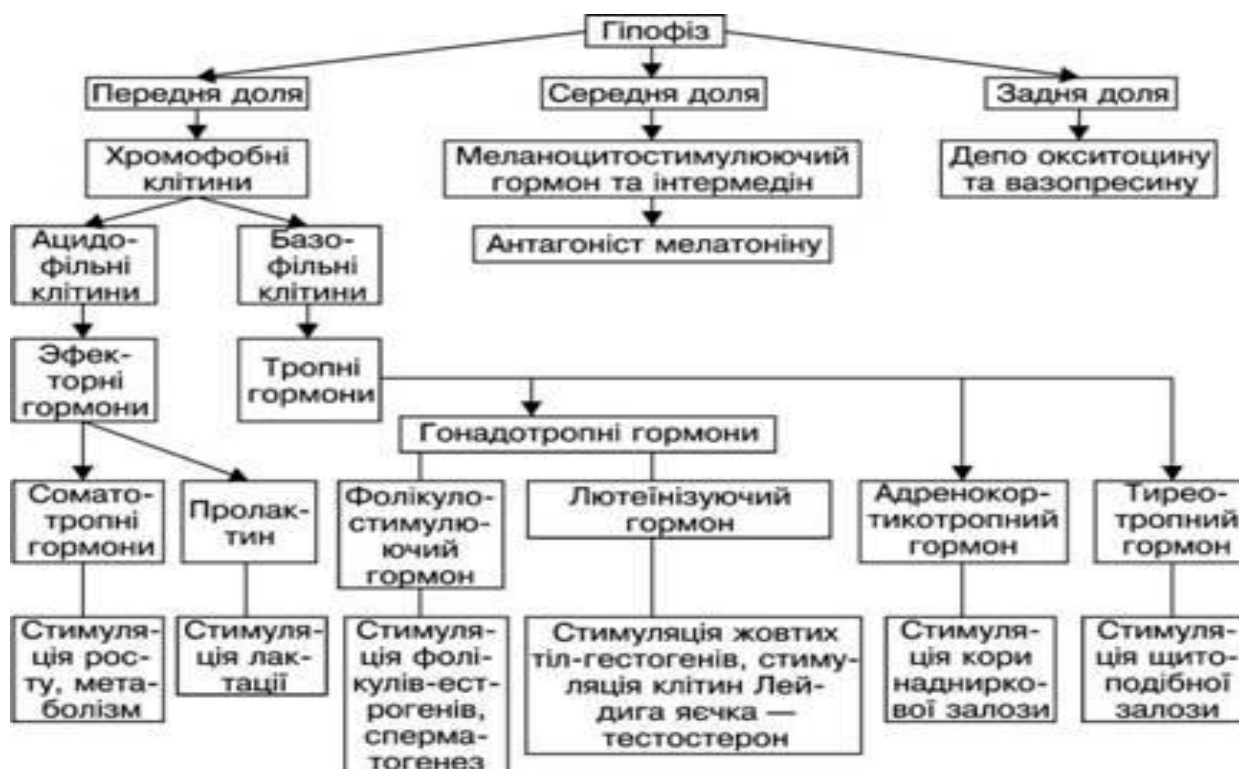 Гіпофіз
Передня доля
Середня доля
Задня доля
Хромофобні
клітини
Меланоцитостимулюючий
гормон та інтермедін
Депо окситоцину
та вазопресину
Ацидо-
фільні
клітини
Базо-
фільні
клітини
Антагоніст мелатоніну
Эфек-
торні
гормони
Тропні
гормони
Гонадотропні гормони
Сомато-
тропні
гормони
Пролак-
тин
Фолікуло-
стимулю-
ючий
гормон
Лютеїнізуючий
гормон
Адренокор-
тикотропний
гормон
Тирео-
тропний
гормон
Стимуля-
ція рос-
ту, мета-
болізм
Стимуля-
ція лак-
тації
Стимуля-
ція фолі-
кулів-ест-
рогенів,
сперма-
тогенез
Стимуляція жовтих
тіл-гестогенів, стиму-
ляція клітин Лей-
дига яєчка —
тестостерон
Стимуля-
ція кори
надниркo-
вої залози
Стимуля-
ція щито-
подібної
залози